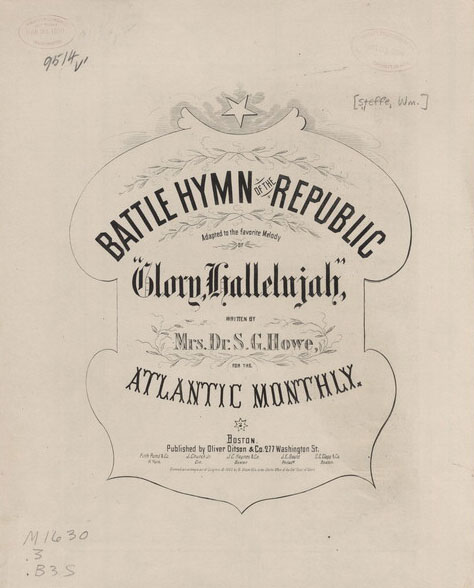 9514
[Steffe, Wm.]
BATTLE HYMN OF THE REPUBLIC
Adapted to the favorite Melody
OF
"Glory, Hallelujah",
WRITTEN BY
Mrs. Dr. S. G. Howe,
FOR THE
ATLANTIC MONTHLY.
BOSTON.
Published by Oliver Ditson & Co. 277 Washington St.
M1630
.3
.B3S